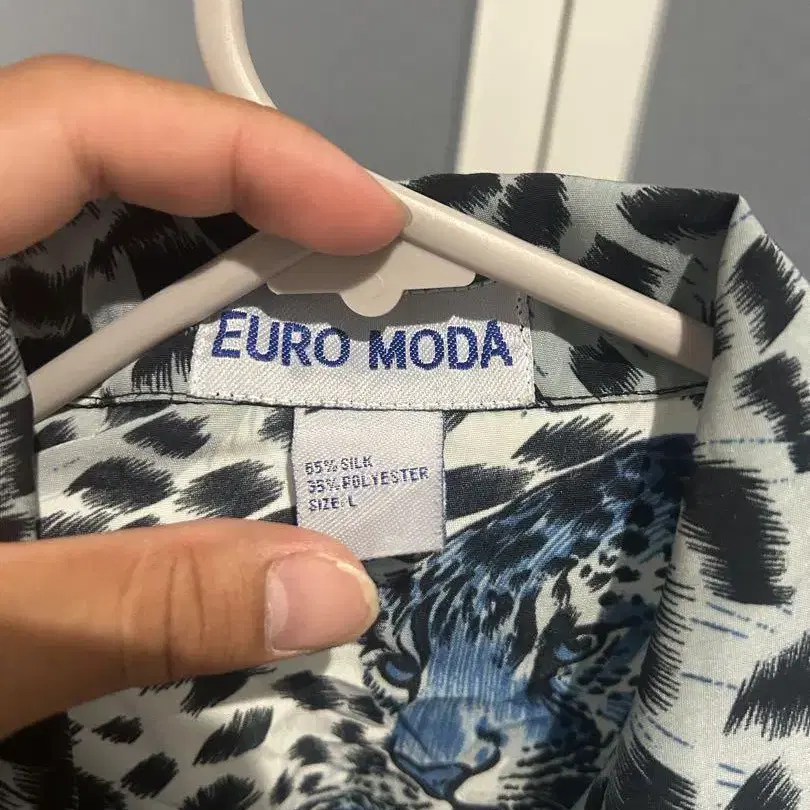 EURO MODA
65% SILK
35% POLYESTER
SIZE: L